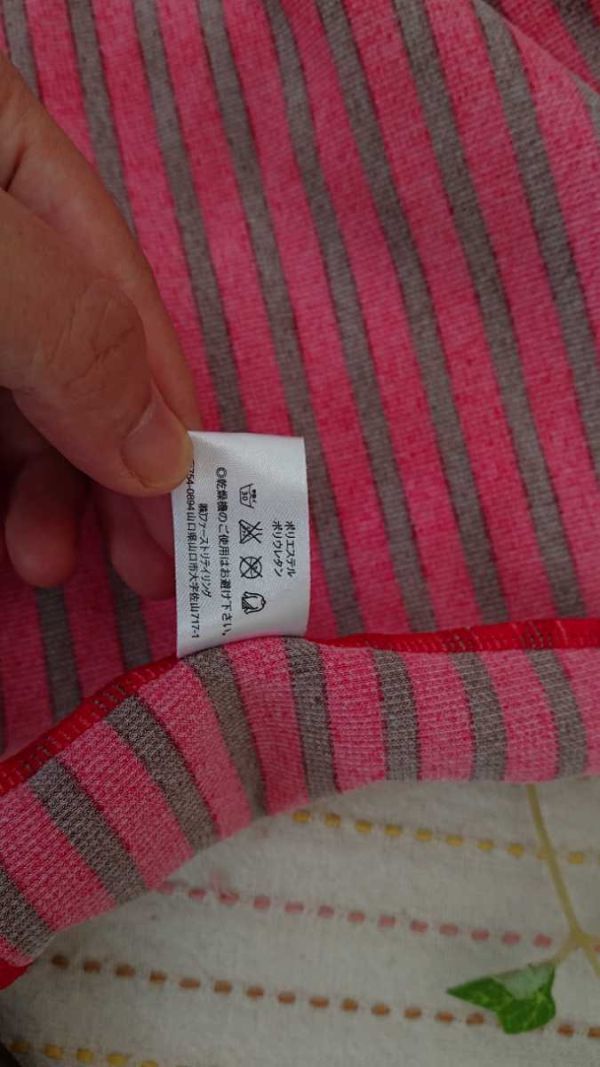 ポリエステル
ポリウレタン
30
◎乾燥機のご使用はお避け下さい。
(株)ファーストリテイリング
〒754-0894山口県山口市大字佐山717-1